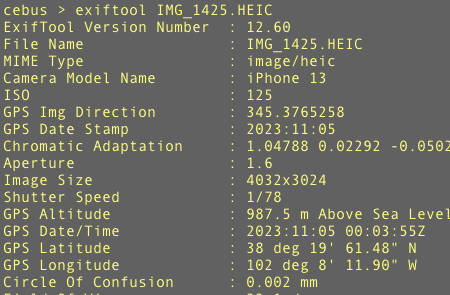 cebus > exiftool IMG_1425.HEIC
ExifTool Version Number : 12.60
File Name : IMG_1425.HEIC
MIME Type : image/heic
Camera Model Name : iPhone 13
ISO : 125
GPS Img Direction : 345.3765258
GPS Date Stamp : 2023:11:05
Chromatic Adaptation : 1.04788 0.02292 -0.0502
Aperture : 1.6
Image Size : 4032x3024
Shutter Speed : 1/78
GPS Altitude : 987.5 m Above Sea Level
GPS Date/Time : 2023:11:05 00:03:55Z
GPS Latitude : 38 deg 19' 61.48" N
GPS Longitude : 102 deg 8' 11.90" W
Circle Of Confusion : 0.002 mm